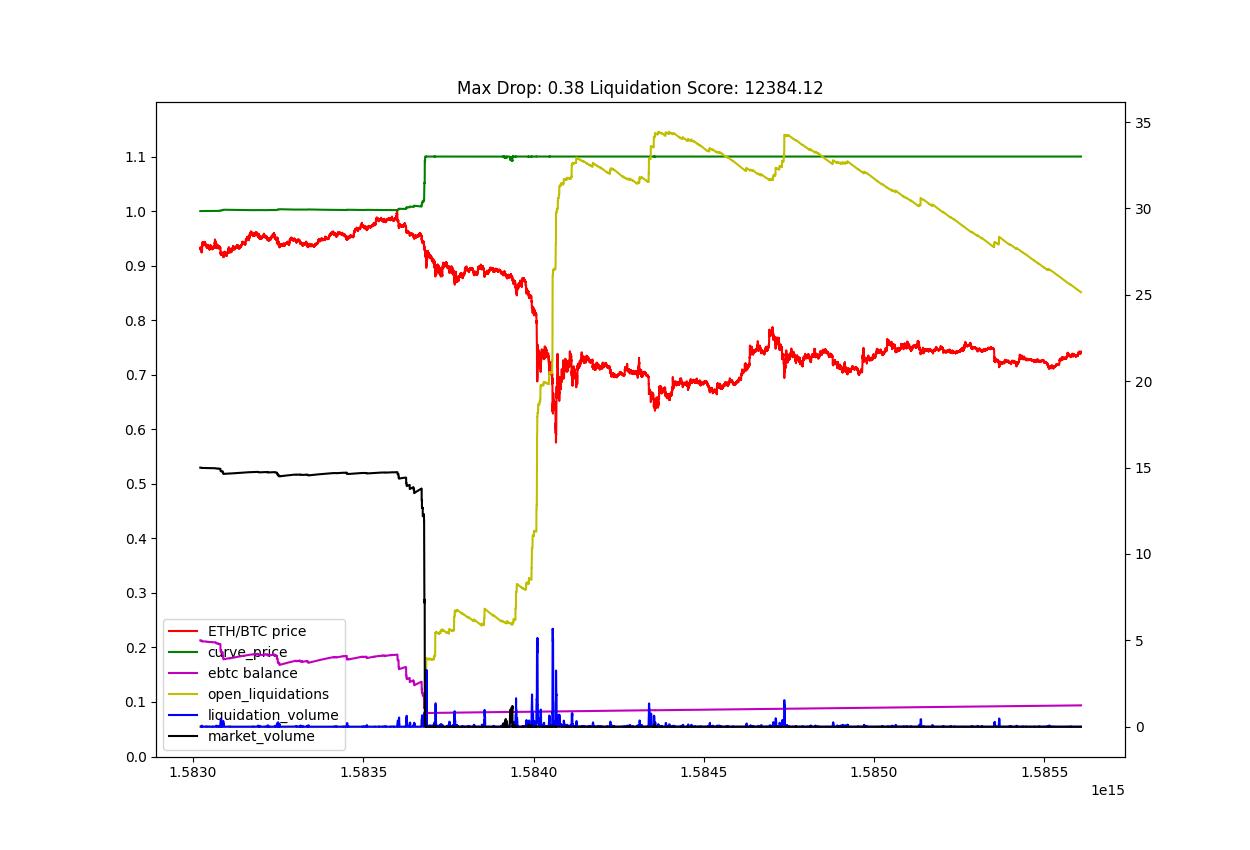 Max Drop: 0.38 Liquidation Score: 12384.12
1.1
1.0
0.9
0.8
0.7
0.6
0.5
0.4
0.3
0.2
0.1
0.0
35
30
25
20
15
10
5
0
ETH/BTC price
curve_price
ebtc balance
open_liquidations
liquidation_volume
market_volume
1.5830 1.5835 1.5840 1.5845 1.5850 1.5855
1e15